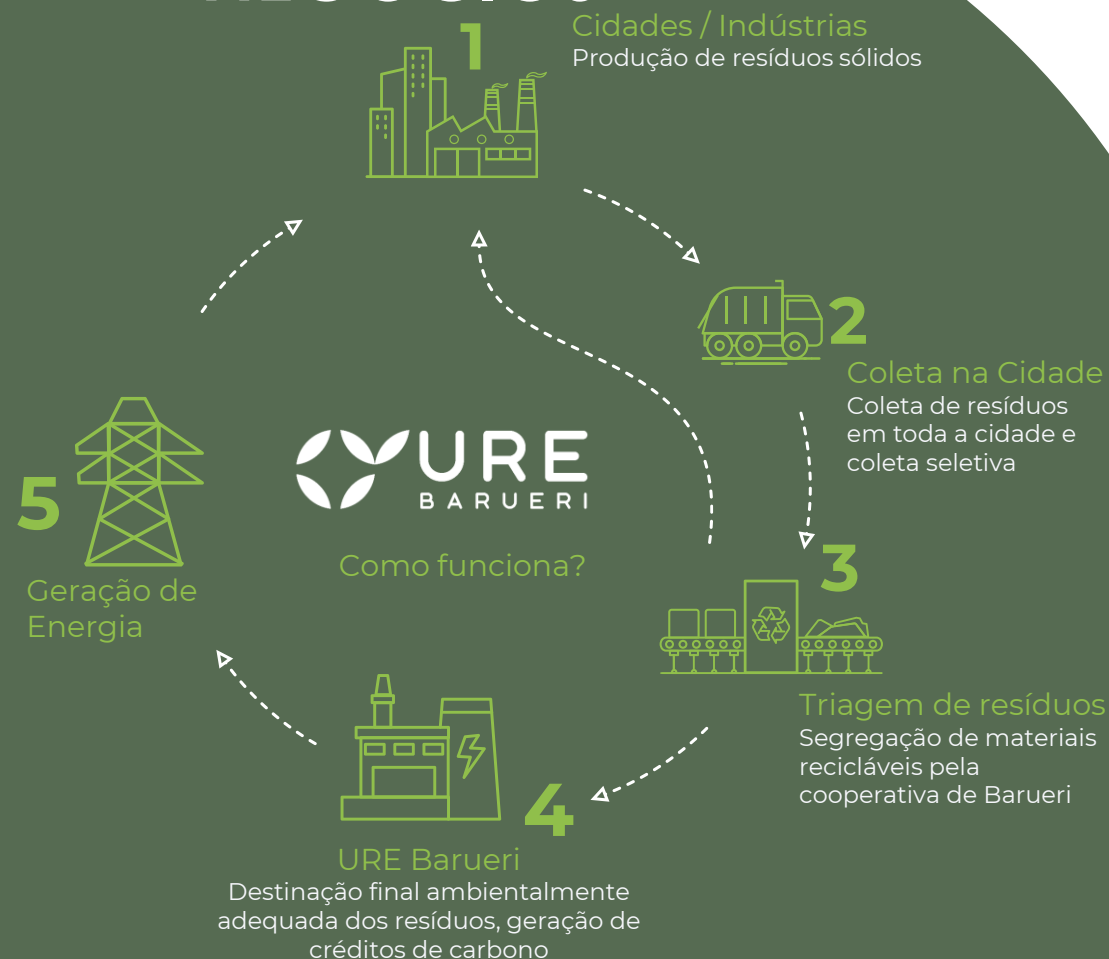 1
Cidades / Indústrias
Produção de resíduos sólidos
2
Coleta na Cidade
Coleta de resíduos
em toda a cidade e
coleta seletiva
3
Triagem de resíduos
Segregação de materiais
recicláveis pela
cooperativa de Barueri
4
URE Barueri
Destinação final ambientalmente
adequada dos resíduos, geração de
créditos de carbono
5
Geração de
Energia
URE
BARUERI
Como funciona?